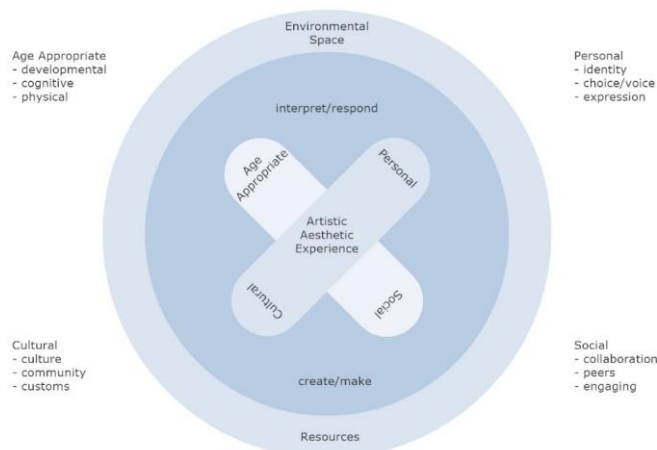 Environmental
Space
Age Appropriate
- developmental
- cognitive
- physical
Personal
- identity
- choice/voice
- expression
interpret/respond
Age
Appropriate
Personal
Artistic
Aesthetic
Experience
Cultural
Social
Cultural
- culture
- community
- customs
Social
- collaboration
- peers
- engaging
create/make
Resources